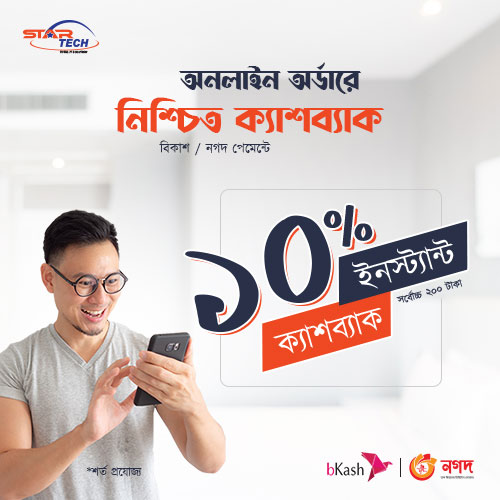 STAR
TECH
অনলাইন অর্ডারে
নিশ্চিত ক্যাশব্যাক
বিকাশ / নগদ পেমেন্টে
১০%
ইনস্ট্যান্ট
সর্বোচ্চ ২০০ টাকা
ক্যাশব্যাক
*শর্ত প্রযোজ্য
bKash
নগদ